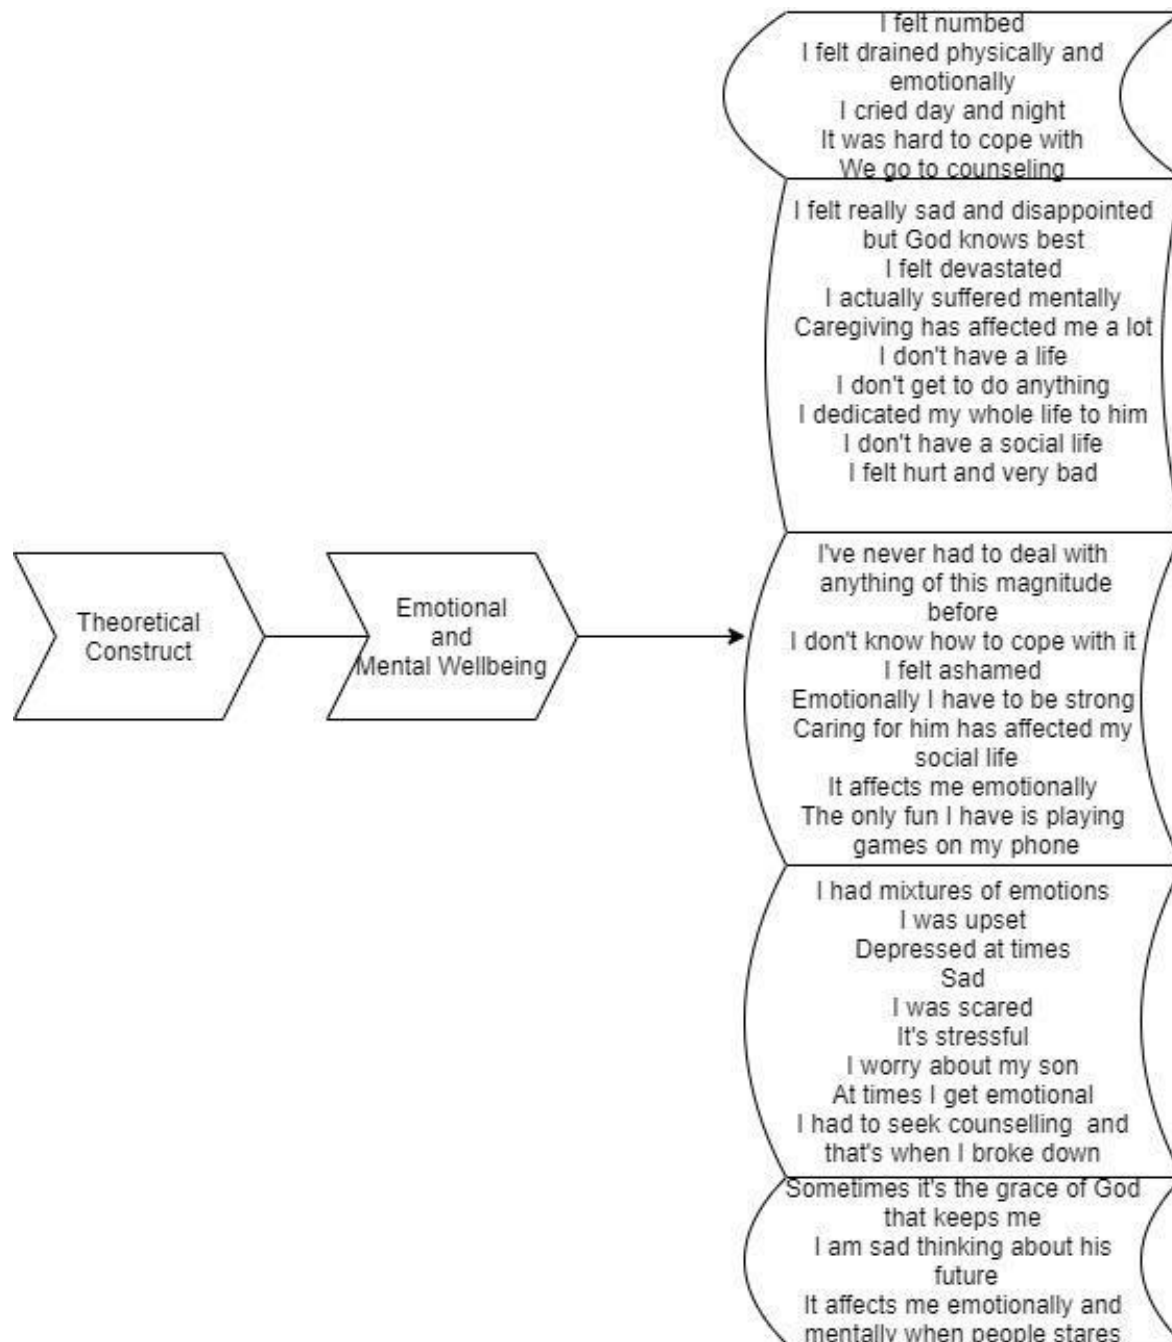 I felt numbed
I felt drained physically and
emotionally
I cried day and night
It was hard to cope with
We go to counseling
I felt really sad and disappointed
but God knows best
I felt devastated
I actually suffered mentally
Caregiving has affected me a lot
I don't have a life
I don't get to do anything
I dedicated my whole life to him
I don't have a social life
I felt hurt and very bad
Theoretical
Construct
Emotional
and
Mental Wellbeing
I've never had to deal with
anything of this magnitude
before
I don't know how to cope with it
I felt ashamed
Emotionally I have to be strong
Caring for him has affected my
social life
It affects me emotionally
The only fun I have is playing
games on my phone
I had mixtures of emotions
I was upset
Depressed at times
Sad
I was scared
It's stressful
I worry about my son
At times I get emotional
I had to seek counselling  and
that's when I broke down
Sometimes it's the grace of God
that keeps me
I am sad thinking about his
future
It affects me emotionally and
mentally when people stares